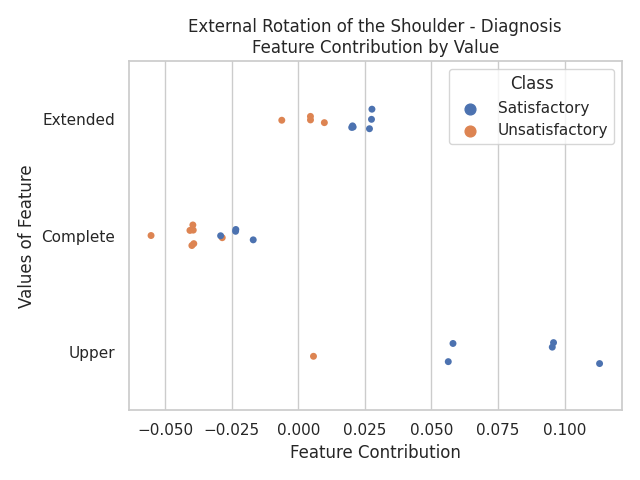 External Rotation of the Shoulder - Diagnosis
Feature Contribution by Value
Class
Satisfactory
Unsatisfactory
Values of Feature
Extended
Complete
Upper
−0.050 −0.025 0.000 0.025 0.050 0.075 0.100
Feature Contribution